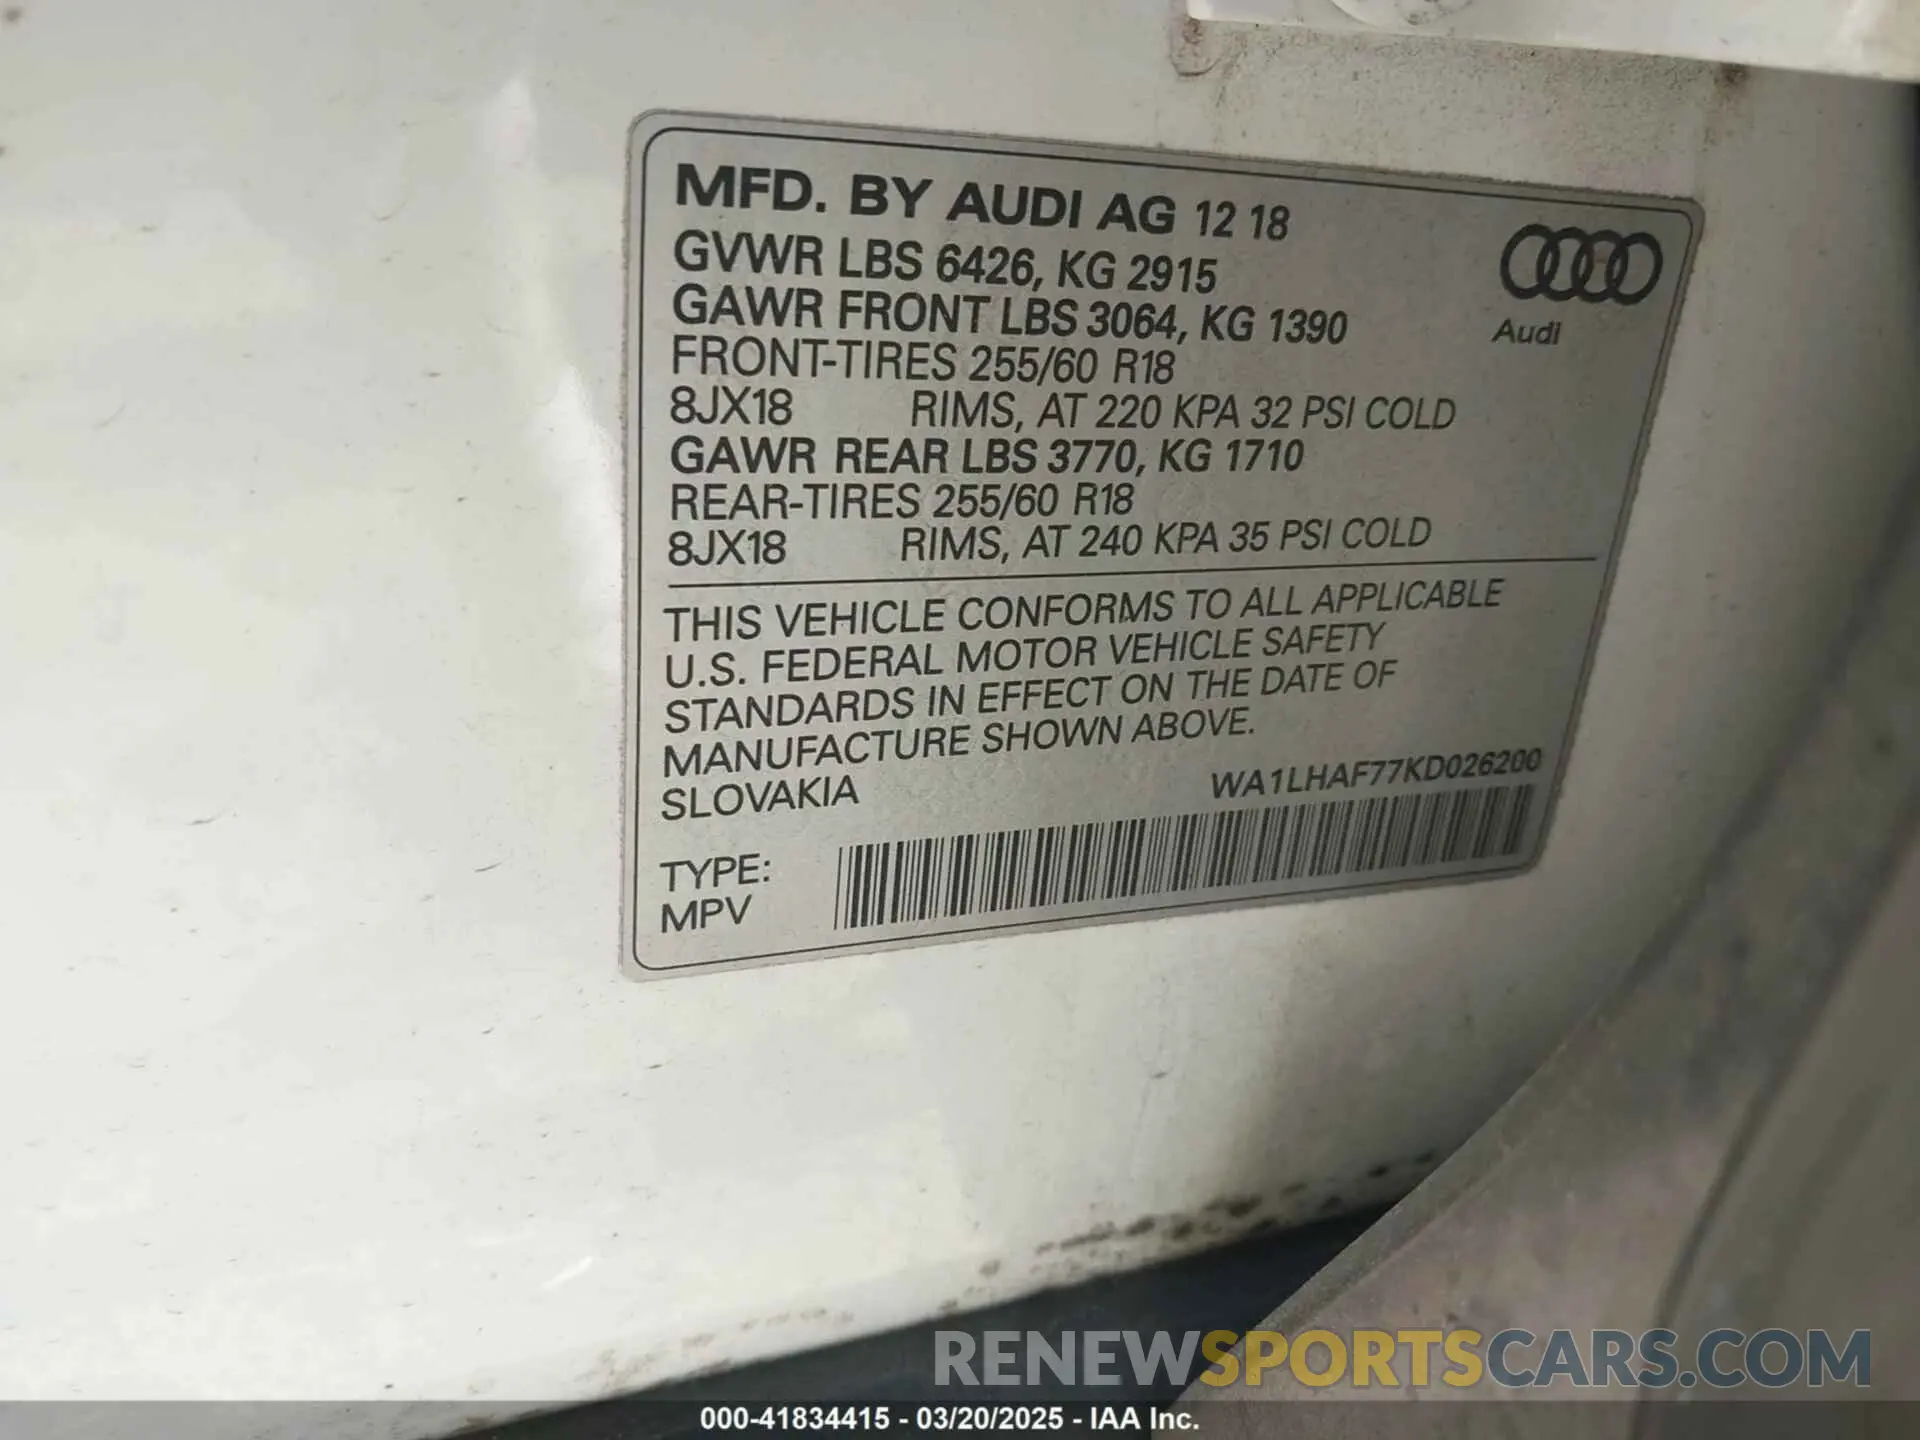 MFD. BY AUDI AG 12 18
GVWR LBS 6426, KG 2915
GAWR FRONT LBS 3064, KG 1390
FRONT-TIRES 255/60 R18
8JX18 RIMS, AT 220 KPA 32 PSI COLD
GAWR REAR LBS 3770, KG 1710
REAR-TIRES 255/60 R18
8JX18 RIMS, AT 240 KPA 35 PSI COLD
Audi
THIS VEHICLE CONFORMS TO ALL APPLICABLE
U.S. FEDERAL MOTOR VEHICLE SAFETY
STANDARDS IN EFFECT ON THE DATE OF
MANUFACTURE SHOWN ABOVE.
SLOVAKIA WA1LHAF77KD026200
TYPE:
MPV
RENEWSPORTSCARS.COM
000-41834415 - 03/20/2025 - IAA Inc.